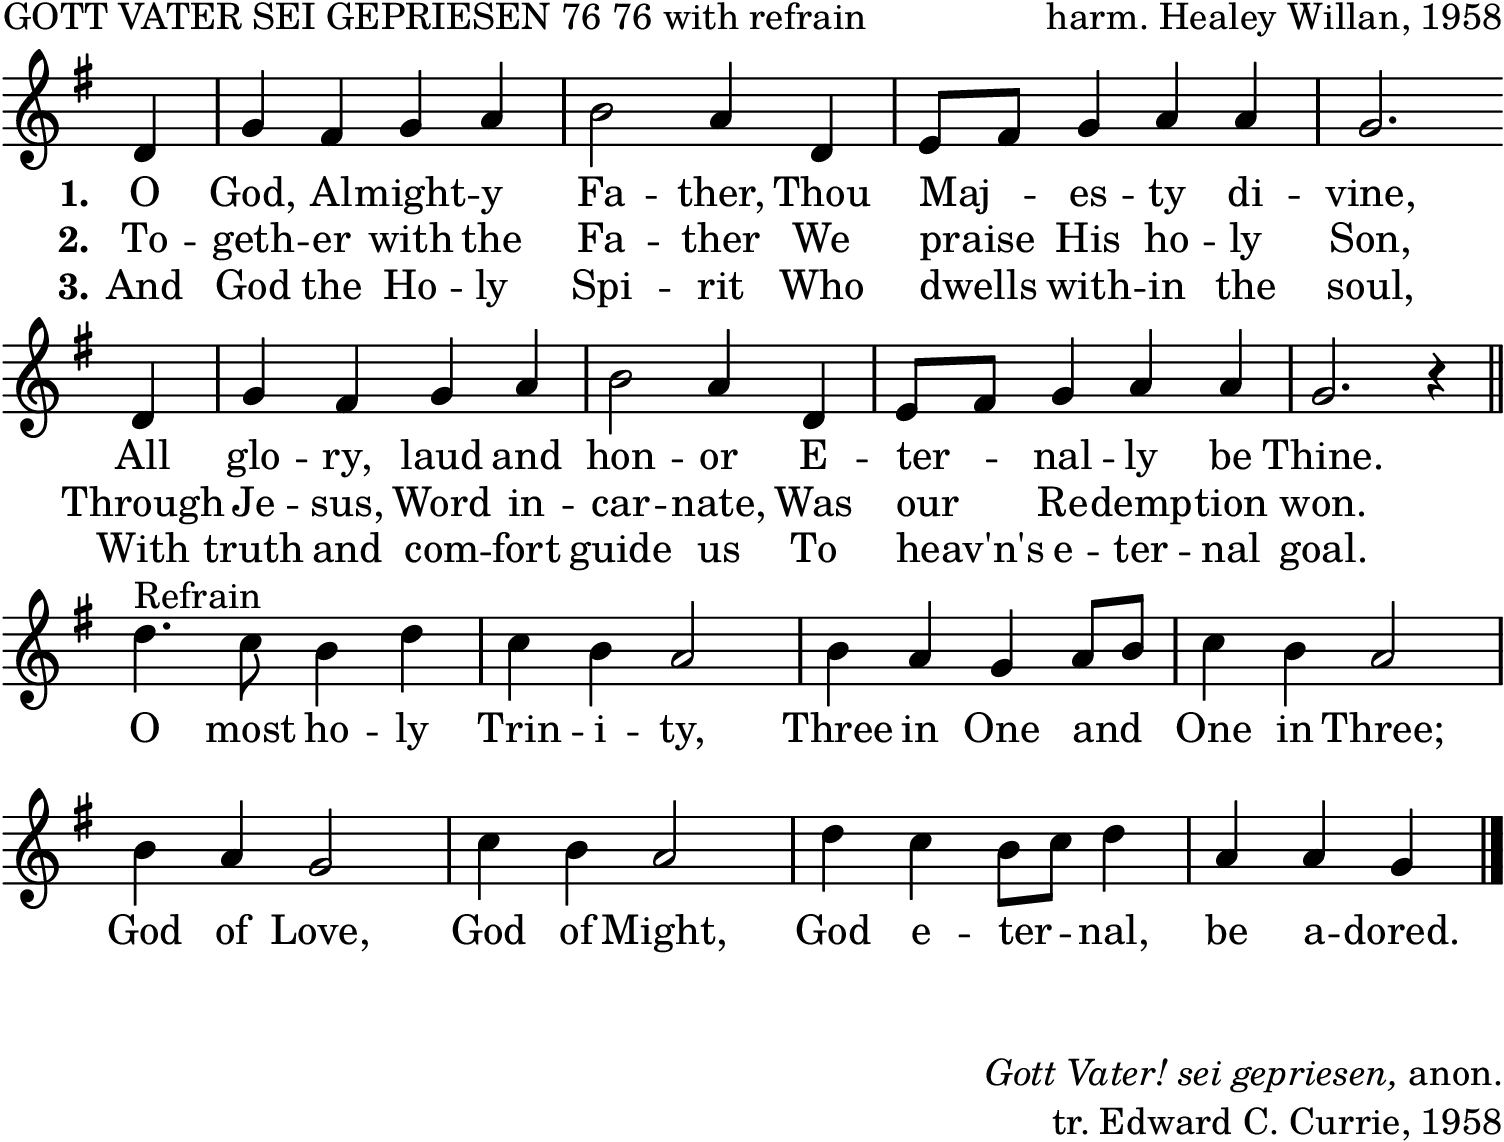 GOTT VATER SEI GEPRIESEN 76 76 with refrain harm. Healey Willan, 1958
1. O God, Almight -y Fa - ther, Thou Maj - es - ty di - vine,
2. To - geth -er with the Fa - ther We praise His ho - ly Son,
3. And God the Ho - ly Spi - rit Who dwells with -in the soul,
All glo - ry, laud and hon - or E - ter - nal - ly be Thine.
Through Je - sus, Word in - car -nate, Was our Redemption won.
With truth and com -fort guide us To heav'n's e - ter - nal goal.
Refrain
O most ho - ly Trin - i - ty, Three in One and One in Three;
God of Love, God of Might, God e - ter - nal, be a -dored.
Gott Vater! sei gepriesen, anon.
tr. Edward C. Currie, 1958